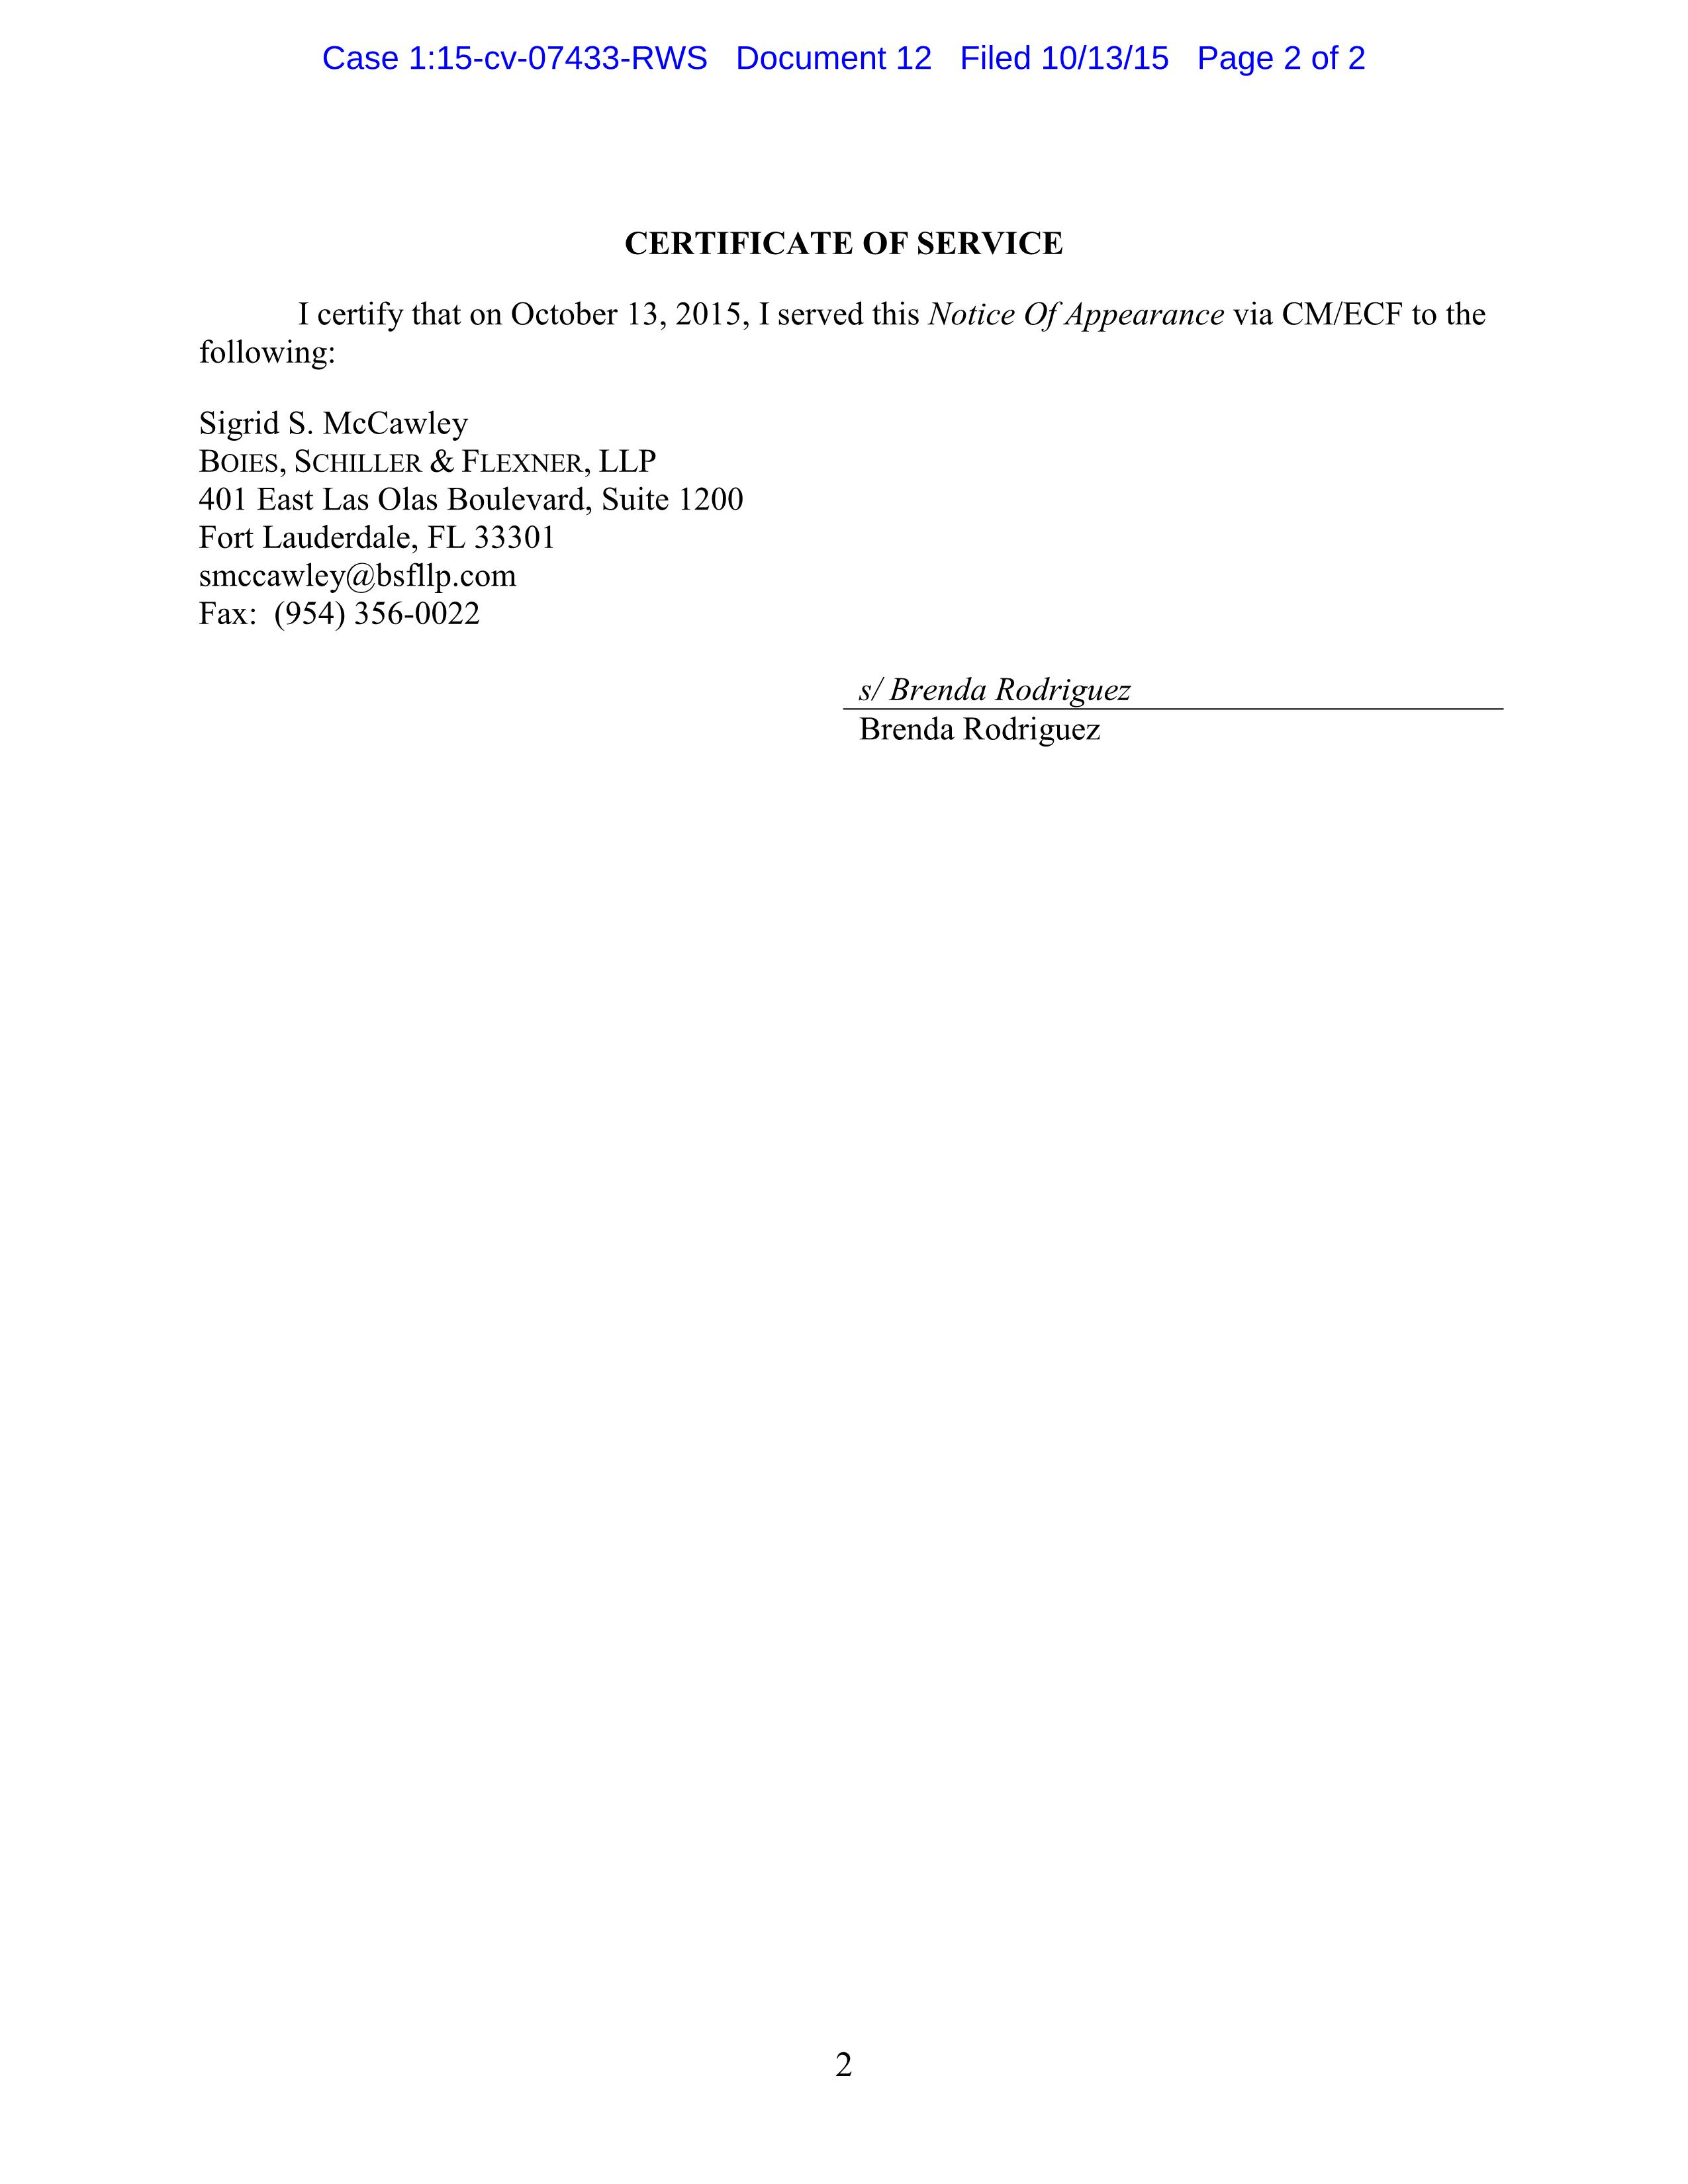 Case 1:15-cv-07433-RWS Document 12 Filed 10/13/15 Page 2 of 2
CERTIFICATE OF SERVICE
I certify that on October 13, 2015, I served this Notice Of Appearance via CM/ECF to the
following:
Sigrid S. McCawley
BOIES, SCHILLER & FLEXNER, LLP
401 East Las Olas Boulevard, Suite 1200
Fort Lauderdale, FL 33301
smccawley@bsfllp.com
Fax: (954) 356-0022
s/ Brenda Rodriguez
Brenda Rodriguez
2